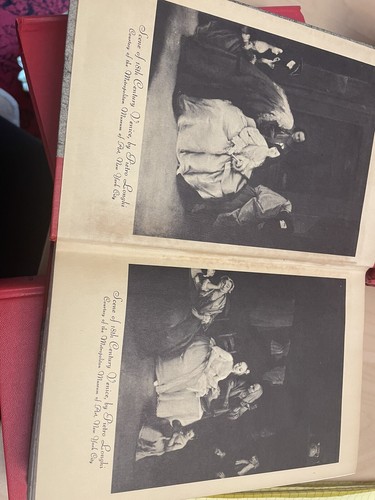 Scene of 18th Century Venice, by Pietro Longhi
Courtesy of the Metropolitan Museum of Art, New York City
Scene of 18th Century Venice, by Pietro Longhi
Courtesy of the Metropolitan Museum of Art, New York City